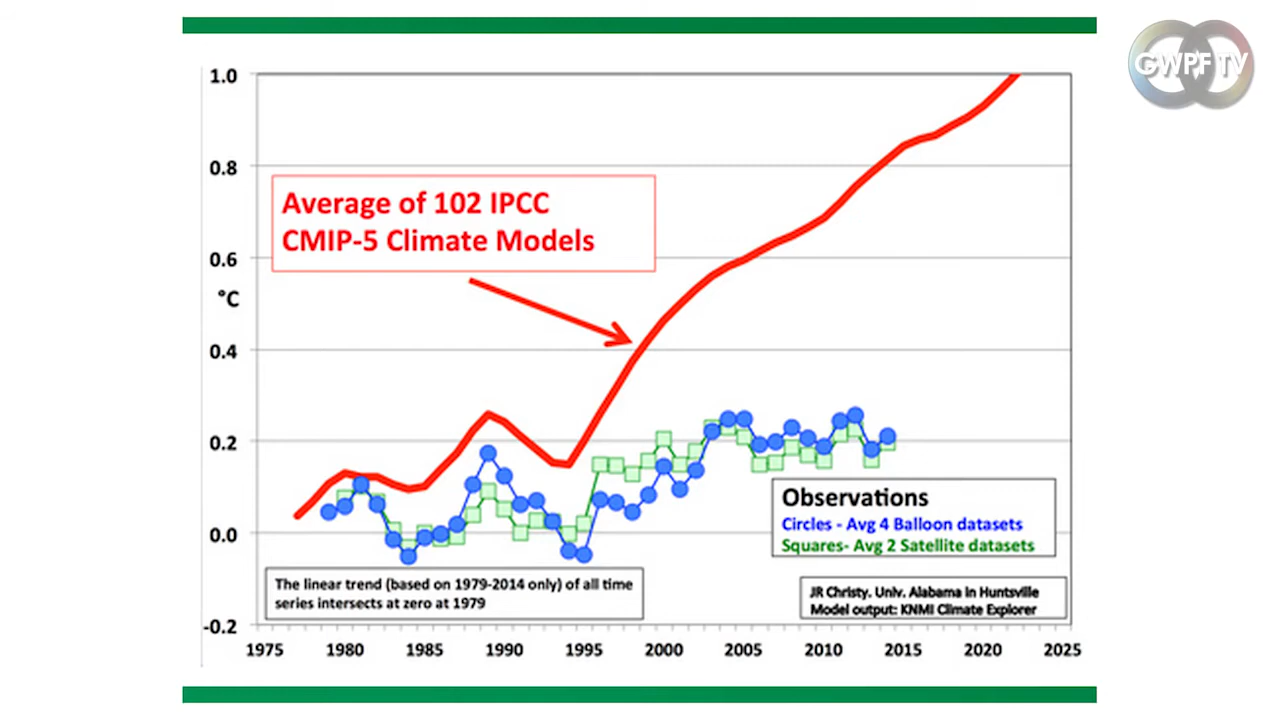 GWPF TV
1.0
0.8
Average of 102 IPCC
CMIP-5 Climate Models
0.6
°C
0.4
0.2
Observations
Circles - Avg 4 Balloon datasets
0.0
Squares- Avg 2 Satellite datasets
The linear trend (based on 1979-2014 only) of all time
series intersects at zero at 1979
JR Christy. Univ. Alabama in Huntsville
Model output: KNMI Climate Explorer
-0.2
1975 1980 1985 1990 1995 2000 2005 2010 2015 2020 2025